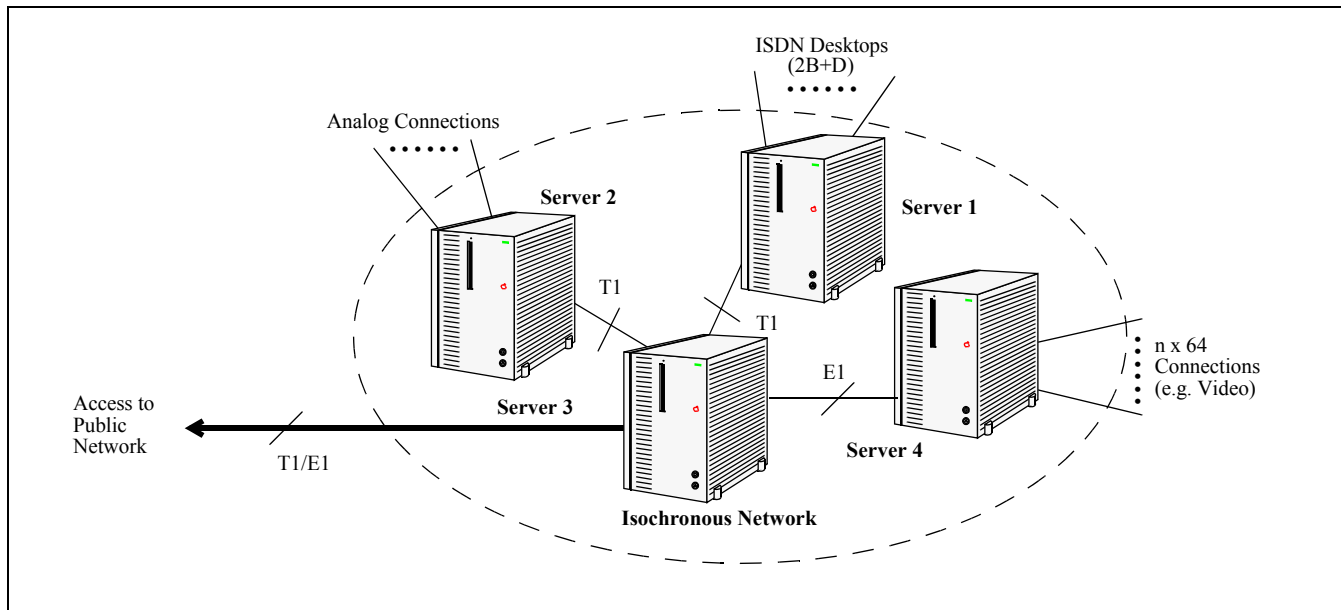 ISDN Desktops
(2B+D)
Analog Connections
Server 2
Server 1
T1
T1
n x 64
Connections
(e.g. Video)
E1
Server 3
Access to
Public
Network
Server 4
T1/E1
Isochronous Network